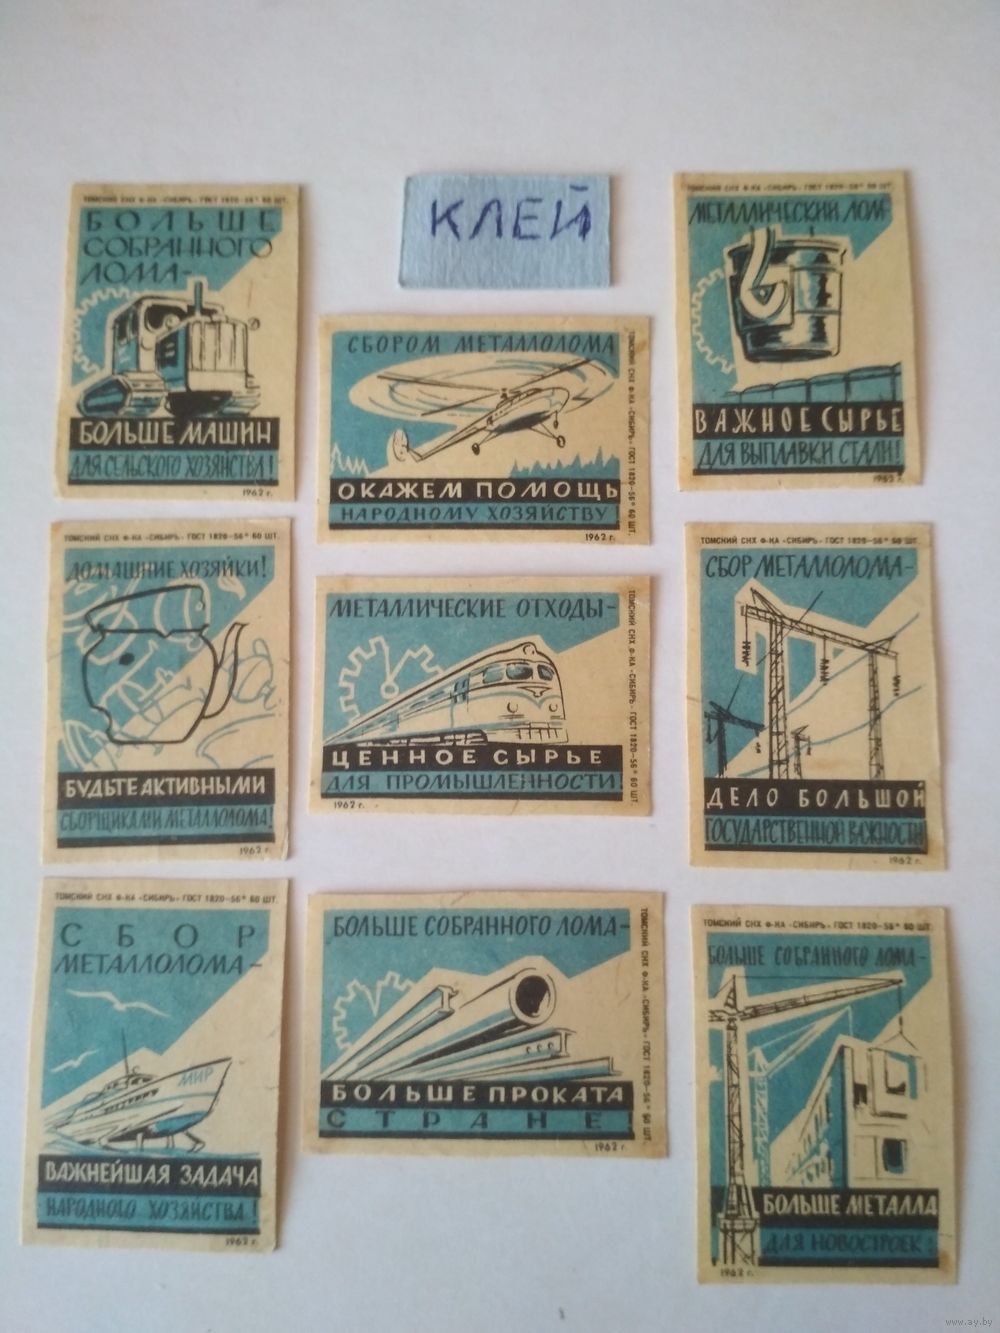 ТОМСКИЙ СНХ Ф-КА «СИБИРЬ» ГОСТ 1820-56* 60 ШТ.
БОЛЬШЕ
СОБРАННОГО
ЛОМА-
БОЛЬШЕ МАШИН
ДЛЯ СЕЛЬСКОГО ХОЗЯЙСТВА!
1962 г.
КЛЕЙ
ТОМСКИЙ СНХ Ф-КА «СИБИРЬ» ГОСТ 1820-56* 60 ШТ.
МЕТАЛЛИЧЕСКИЙ ЛОМ-
ВАЖНОЕ СЫРЬЕ
ДЛЯ ВЫПЛАВКИ СТАЛИ!
1962 г.
СБОРОМ МЕТАЛЛОЛОМА
ОКАЖЕМ ПОМОЩЬ
НАРОДНОМУ ХОЗЯЙСТВУ!
1962 г.
ТОМСКИЙ СНХ Ф-КА «СИБИРЬ» ГОСТ 1820-56* 60 ШТ.
ТОМСКИЙ СНХ Ф-КА «СИБИРЬ» ГОСТ 1820-56* 60 ШТ.
ДОМАШНИЕ ХОЗЯЙКИ!
БУДЬТЕ АКТИВНЫМИ
СБОРЩИКАМИ МЕТАЛЛОЛОМА!
1962 г.
МЕТАЛЛИЧЕСКИЕ ОТХОДЫ-
ЦЕННОЕ СЫРЬЕ
ДЛЯ ПРОМЫШЛЕННОСТИ!
1962 г.
ТОМСКИЙ СНХ Ф-КА «СИБИРЬ» ГОСТ 1820-56* 60 ШТ.
ТОМСКИЙ СНХ Ф-КА «СИБИРЬ» ГОСТ 1820-56* 60 ШТ.
СБОР МЕТАЛЛОЛОМА-
ДЕЛО БОЛЬШОЙ
ГОСУДАРСТВЕННОЙ ВАЖНОСТИ
1962 г.
ТОМСКИЙ СНХ Ф-КА «СИБИРЬ» ГОСТ 1820-56* 60 ШТ.
СБОР
МЕТАЛЛОЛОМА-
МИР
ВАЖНЕЙШАЯ ЗАДАЧА
НАРОДНОГО ХОЗЯЙСТВА!
1962 г.
БОЛЬШЕ СОБРАННОГО ЛОМА-
БОЛЬШЕ ПРОКАТА
СТРАНЕ!
1962 г.
ТОМСКИЙ СНХ Ф-КА «СИБИРЬ» ГОСТ 1820-56* 60 ШТ.
ТОМСКИЙ СНХ Ф-КА «СИБИРЬ» ГОСТ 1820-56* 60 ШТ.
БОЛЬШЕ СОБРАННОГО ЛОМА-
БОЛЬШЕ МЕТАЛЛА
ДЛЯ НОВОСТРОЕК!
1962 г.
www.ay.by